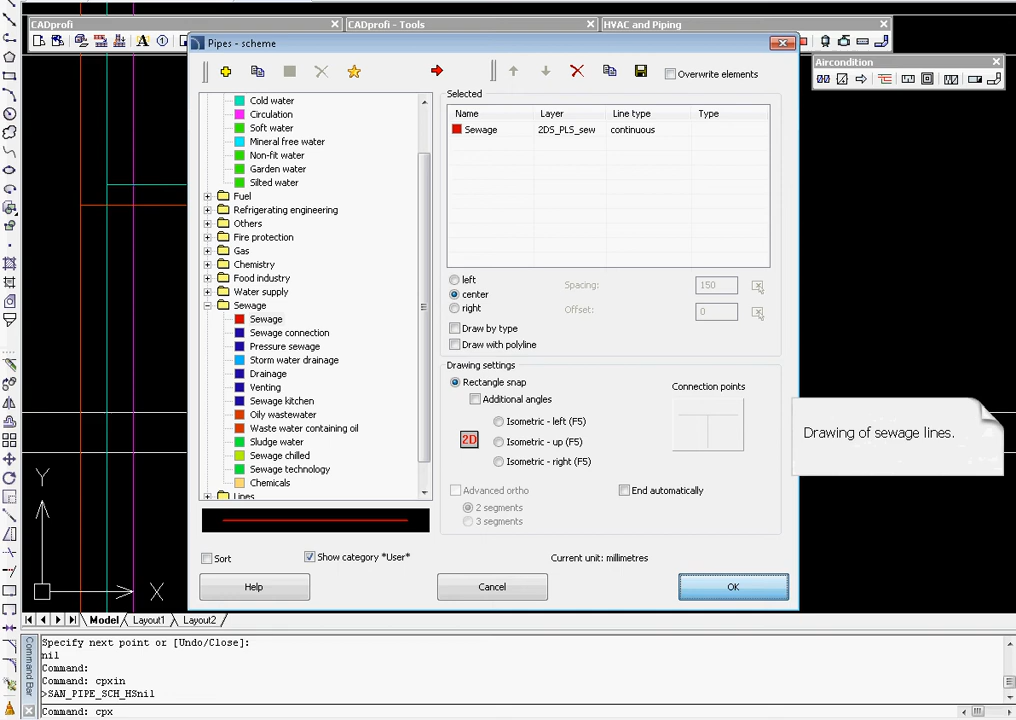 CADprofi
CADprofi - Tools
HVAC and Piping
Aircondition
Pipes - scheme
Overwrite elements
Cold water
Circulation
Soft water
Mineral free water
Non-fit water
Garden water
Silted water
Fuel
Refrigerating engineering
Others
Fire protection
Gas
Chemistry
Food industry
Water supply
Sewage
Sewage
Sewage connection
Pressure sewage
Storm water drainage
Drainage
Venting
Sewage kitchen
Oily wastewater
Waste water containing oil
Sludge water
Sewage chilled
Sewage technology
Chemicals
Lines
Sort
Show category *User*
Selected
Name Layer Line type Type
Sewage 2DS_PLS_sew continuous
left
center
right
Spacing: 150
Offset: 0
Draw by type
Draw with polyline
Drawing settings
Rectangle snap
Additional angles
Isometric - left (F5)
2D
Isometric - up (F5)
Isometric - right (F5)
Connection points
Advanced ortho
2 segments
3 segments
End automatically
Current unit: millimetres
Help
Cancel
OK
Drawing of sewage lines.
Y
X
Model Layout1 Layout2
Command Bar
Specify next point or [Undo/Close]:
nil
Command:
Command: cpxin
>SAN_PIPE_SCH_HSnil
Command: cpx